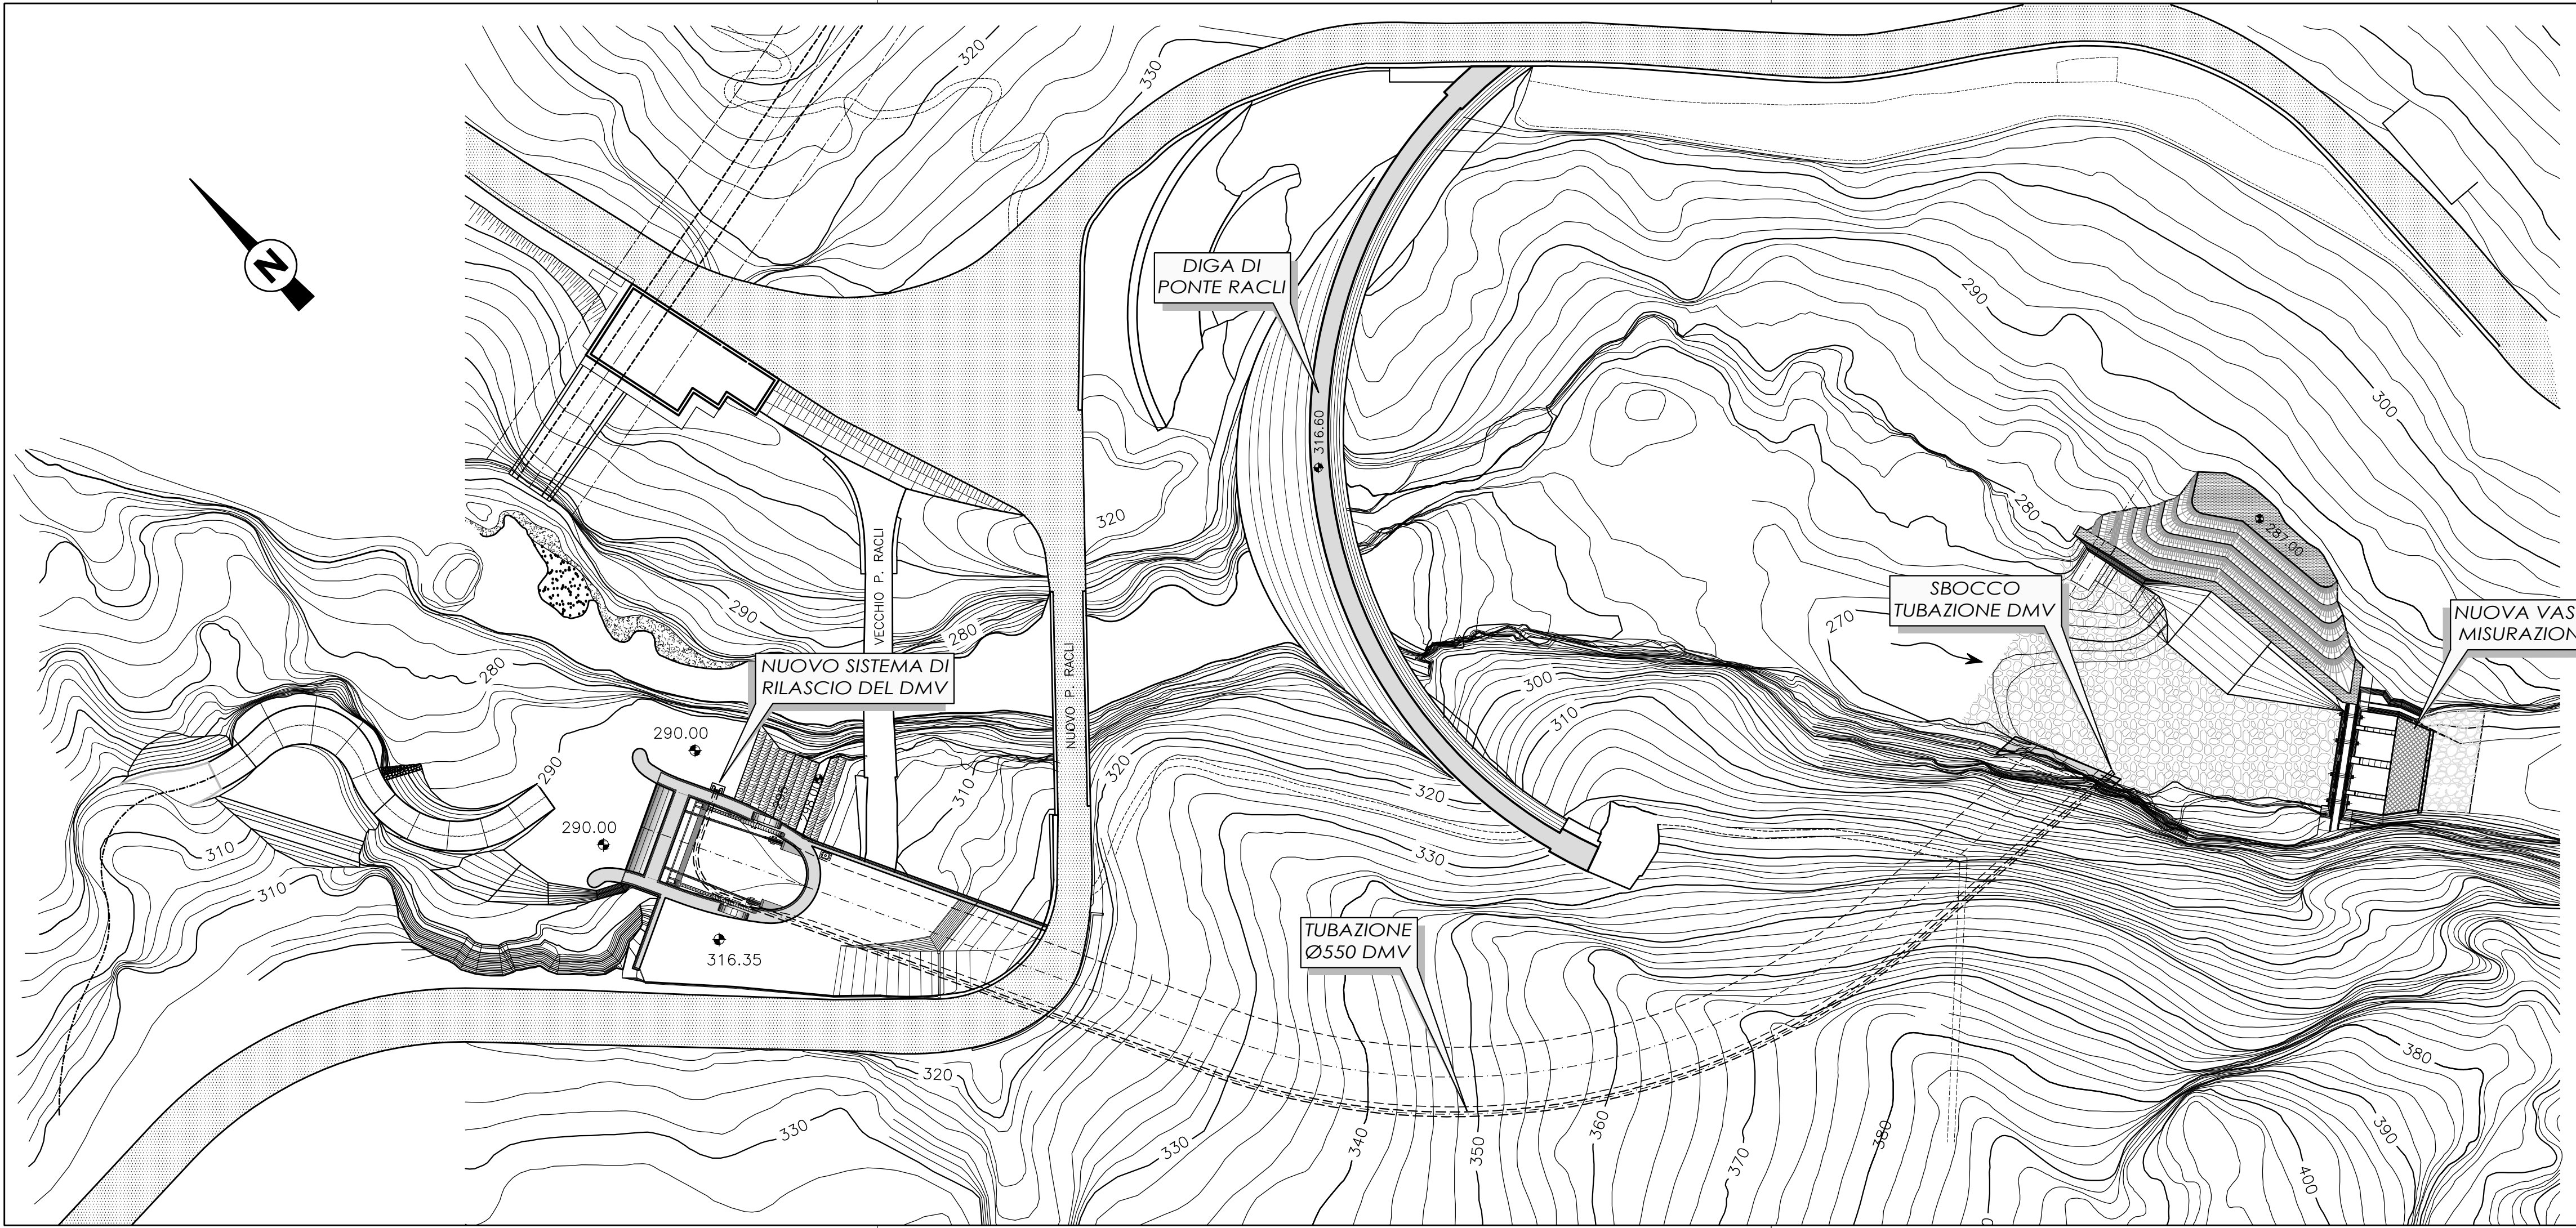 320
330
N
DIGA DI
PONTE RACLI
290
300
316.60
320
280
287.00
VECCHIO P. RACLI
290
280
SBOCCO
TUBAZIONE DMV
270
NUOVA VAS
MISURAZION
NUOVO P. RACLI
280
NUOVO SISTEMA DI
RILASCIO DEL DMV
300
310
290.00
290
320
310
320
290.00
310
330
310
316.35
TUBAZIONE
Ø550 DMV
320
330
330
340
350
360
370
380
380
390
400